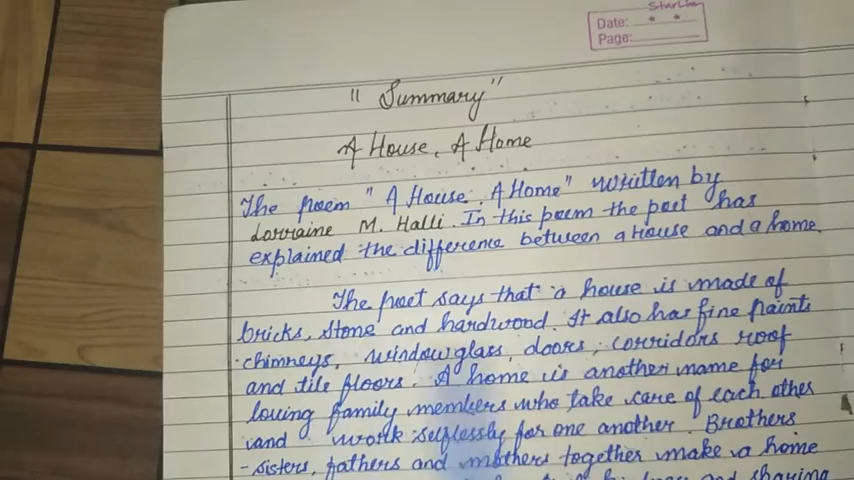 StarLine
Date:
Page:
" Summary"
A House, A Home
The poem " A House, A Home" written by
Lorraine M. Halli. In this poem the poet has
explained the difference between a House and a home.
The poet says that a house is made of
bricks, stone and hardwood. It also has fine paints
chimneys, window glass, doors, corridors roof
and tile floors. A home is another name for
loving family members who take care of each other
and work selflessly for one another. Brothers
- sisters, fathers and mothers together make a home
and sharing